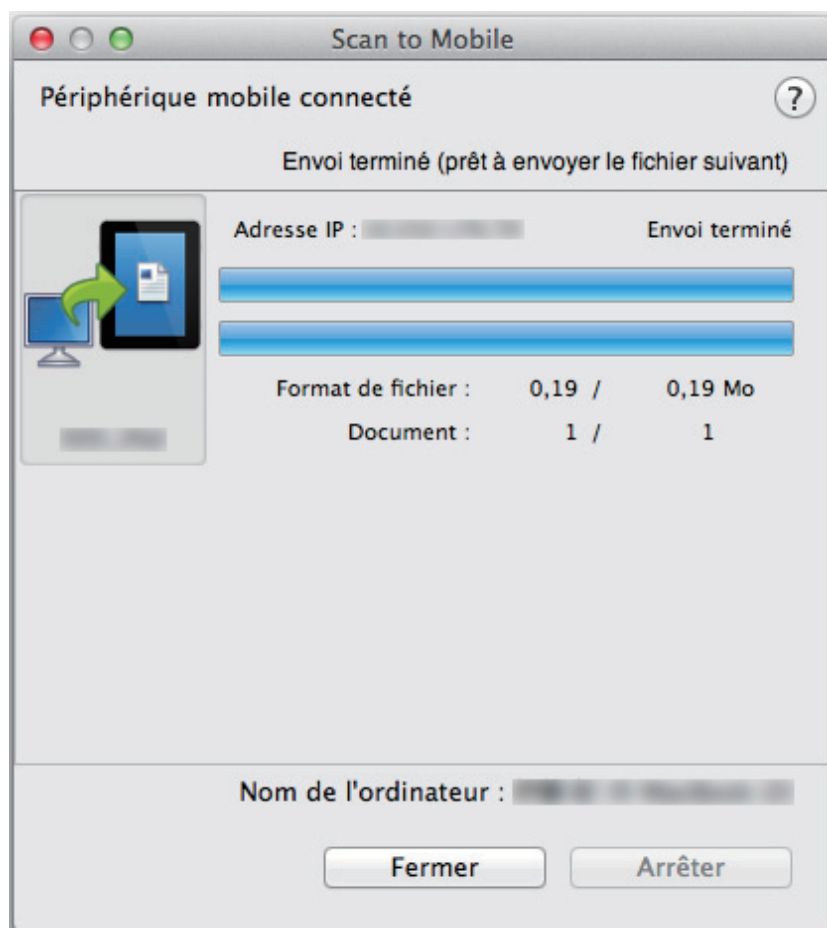 Scan to Mobile
Périphérique mobile connecté ?
Envoi terminé (prêt à envoyer le fichier suivant)
Adresse IP : Envoi terminé
Format de fichier : 0,19 / 0,19 Mo
Document : 1 / 1
Nom de l'ordinateur :
Fermer Arrêter